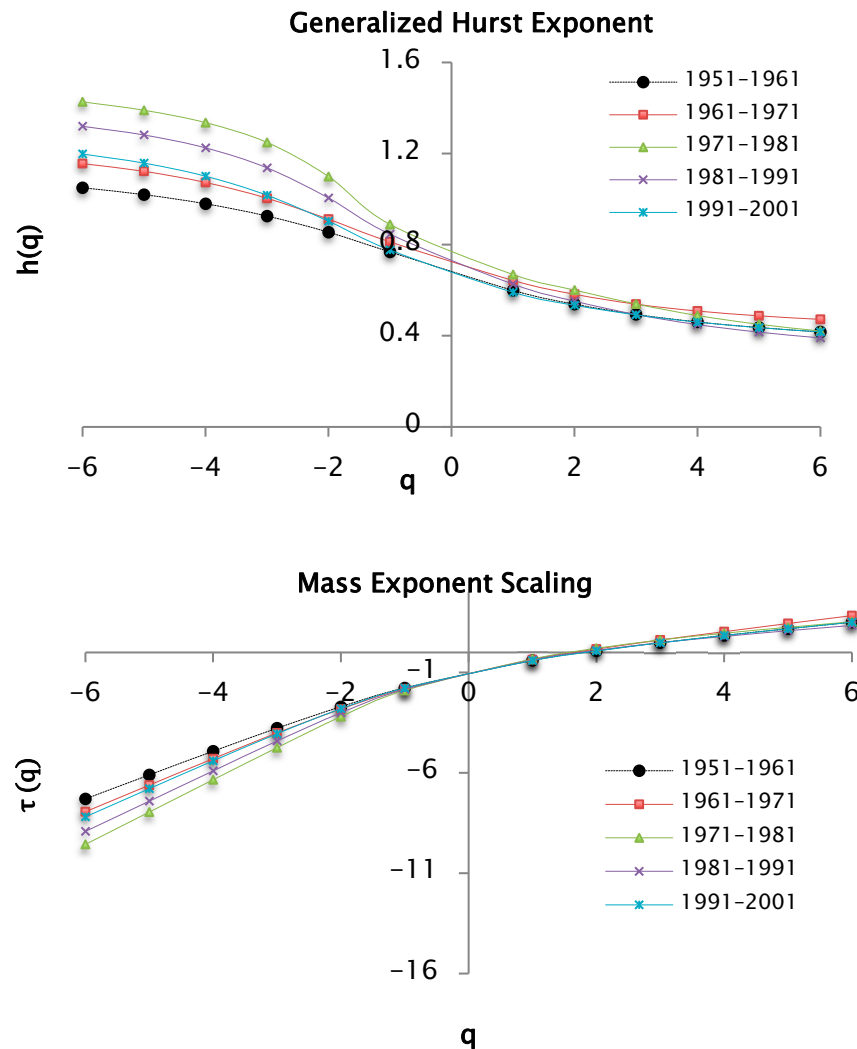 Generalized Hurst Exponent
1.6
1.2
0.8
0.4
0
h(q)
−6 −4 −2 0 2 4 6
q
1951−1961
1961−1971
1971−1981
1981−1991
1991−2001
Mass Exponent Scaling
−1
−6
−11
−16
τ (q)
−6 −4 −2 0 2 4 6
q
1951−1961
1961−1971
1971−1981
1981−1991
1991−2001